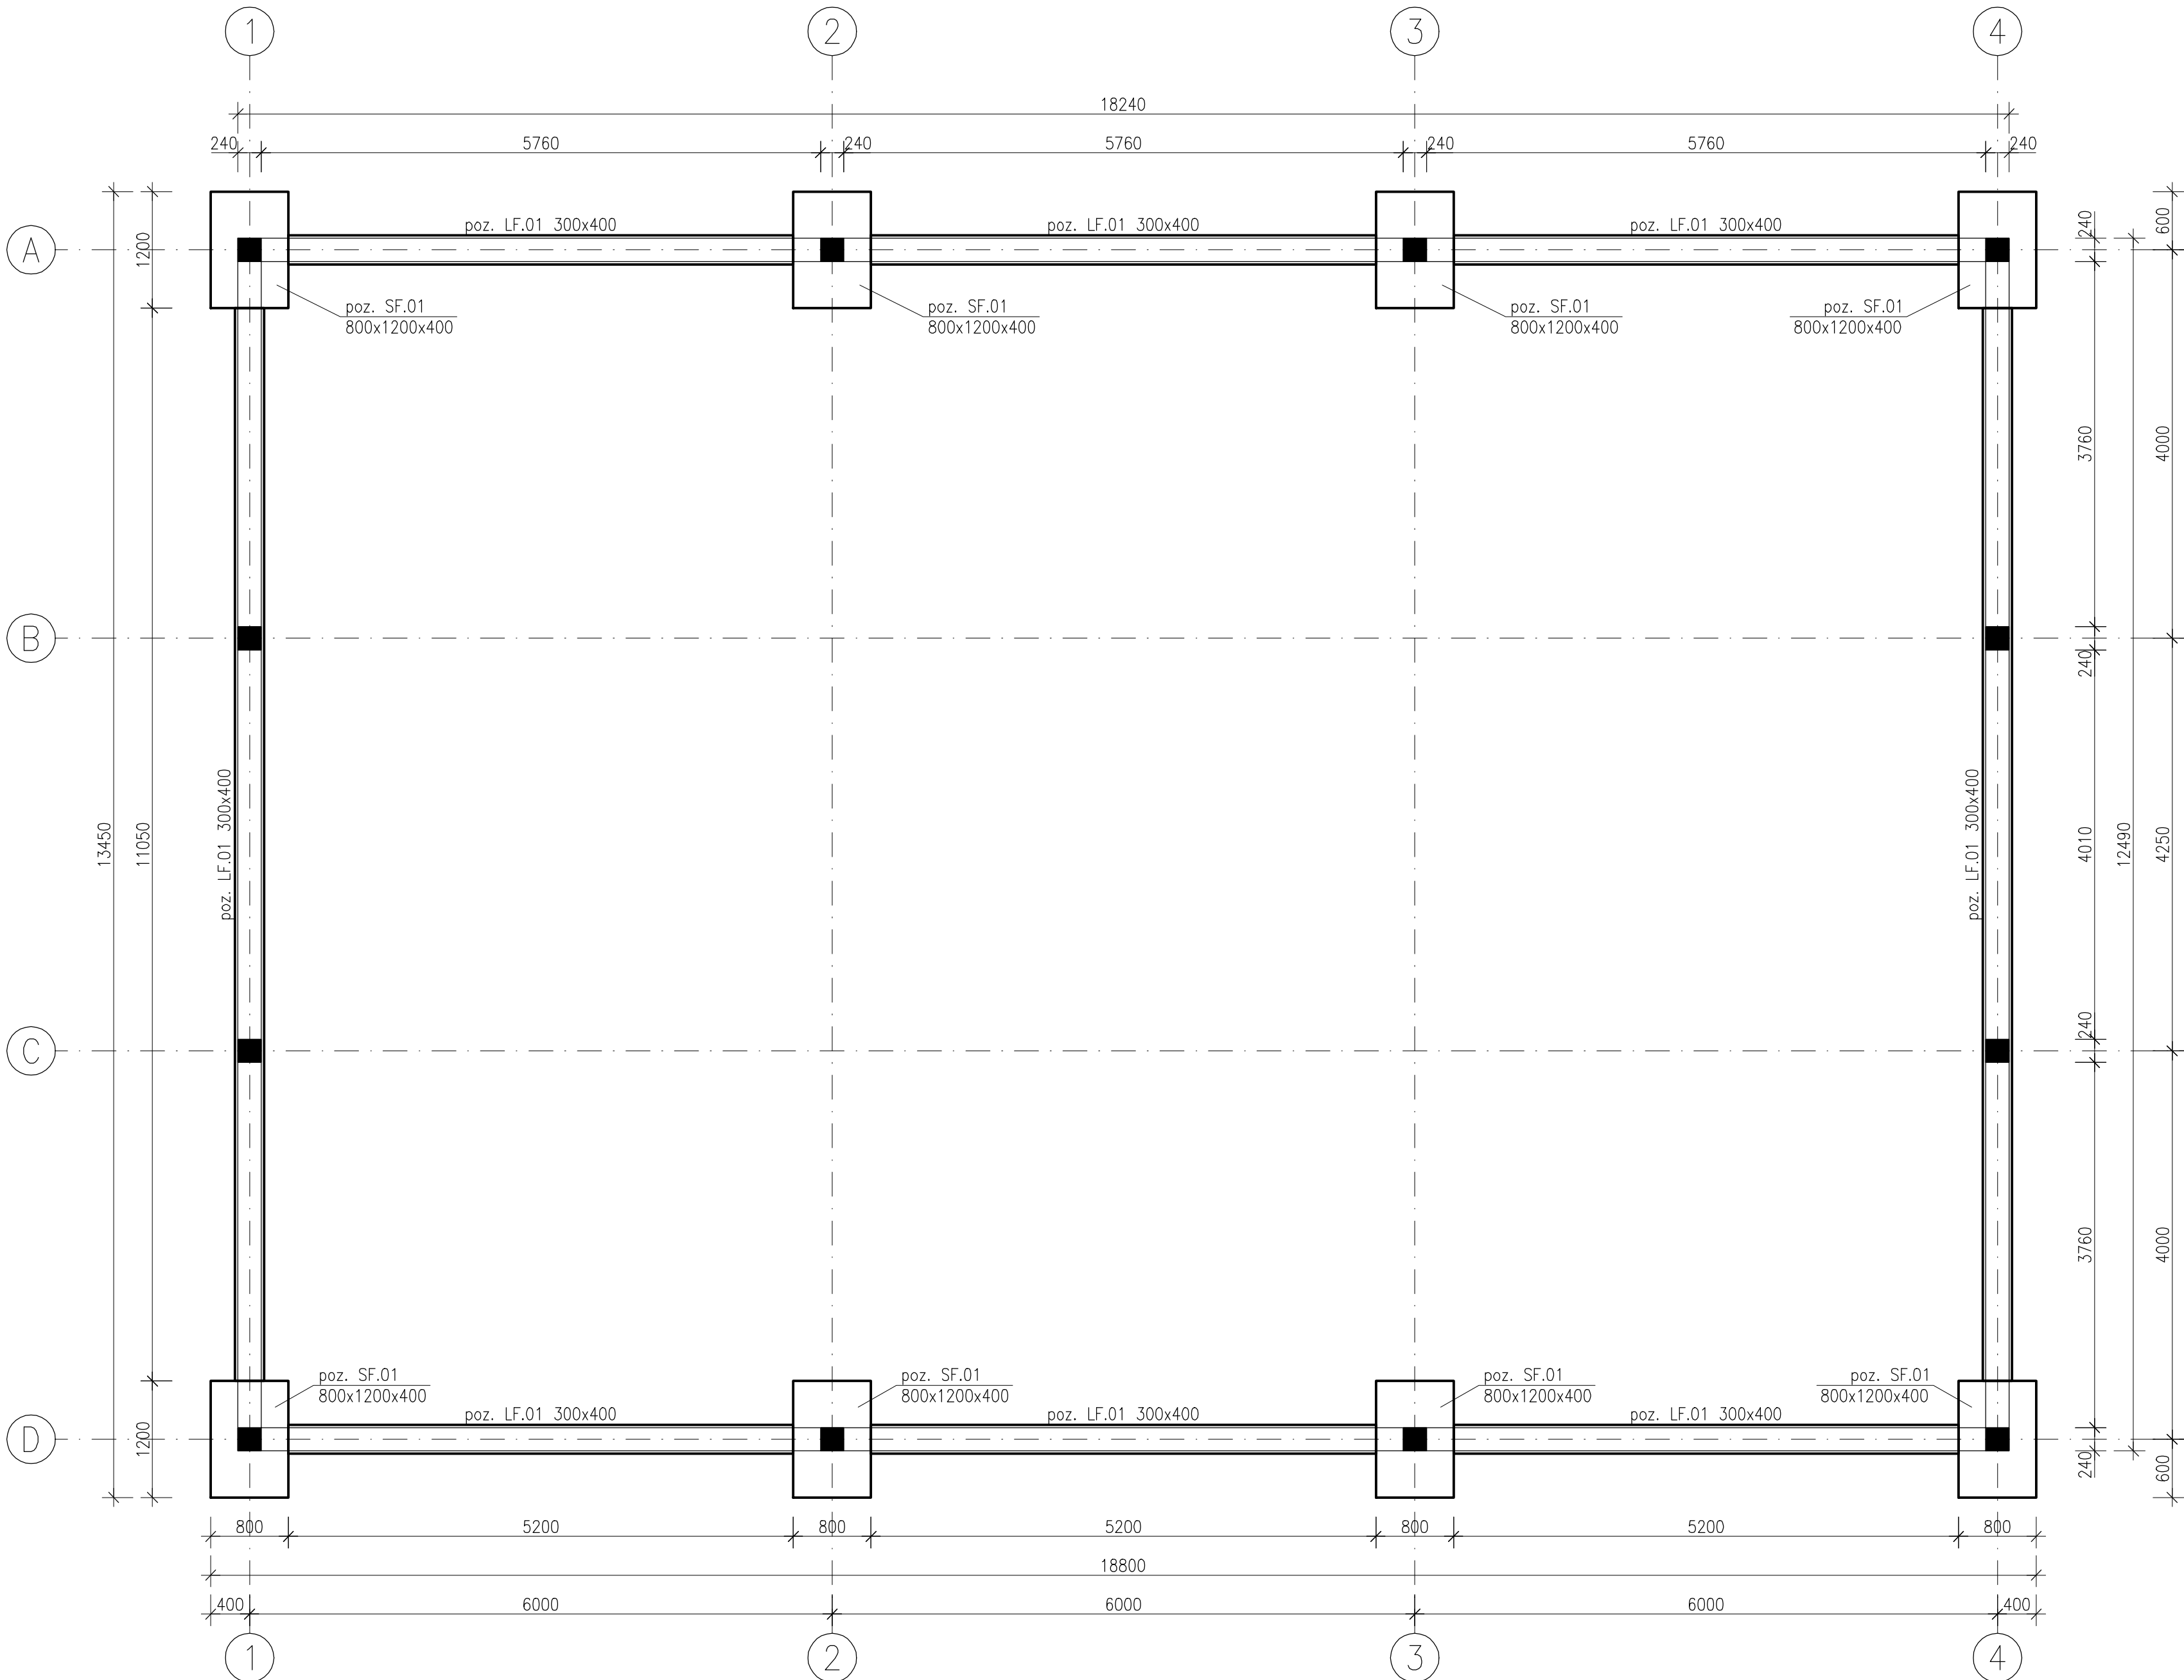 1 2 3 4
18240
240 5760 240 5760 240 5760 240
A
poz. LF.01 300x400 poz. LF.01 300x400 poz. LF.01 300x400
1200
240
600
poz. SF.01 poz. SF.01 poz. SF.01 poz. SF.01
800x1200x400 800x1200x400 800x1200x400 800x1200x400
3760
4000
B
240
13450
11050
poz. LF.01 300x400
poz. LF.01 300x400
4010
12490
4250
C
240
3760
4000
poz. SF.01 poz. SF.01 poz. SF.01 poz. SF.01
800x1200x400 800x1200x400 800x1200x400 800x1200x400
poz. LF.01 300x400 poz. LF.01 300x400 poz. LF.01 300x400
D
1200
240
600
800 5200 800 5200 800 5200 800
18800
400 6000 6000 6000 400
1 2 3 4